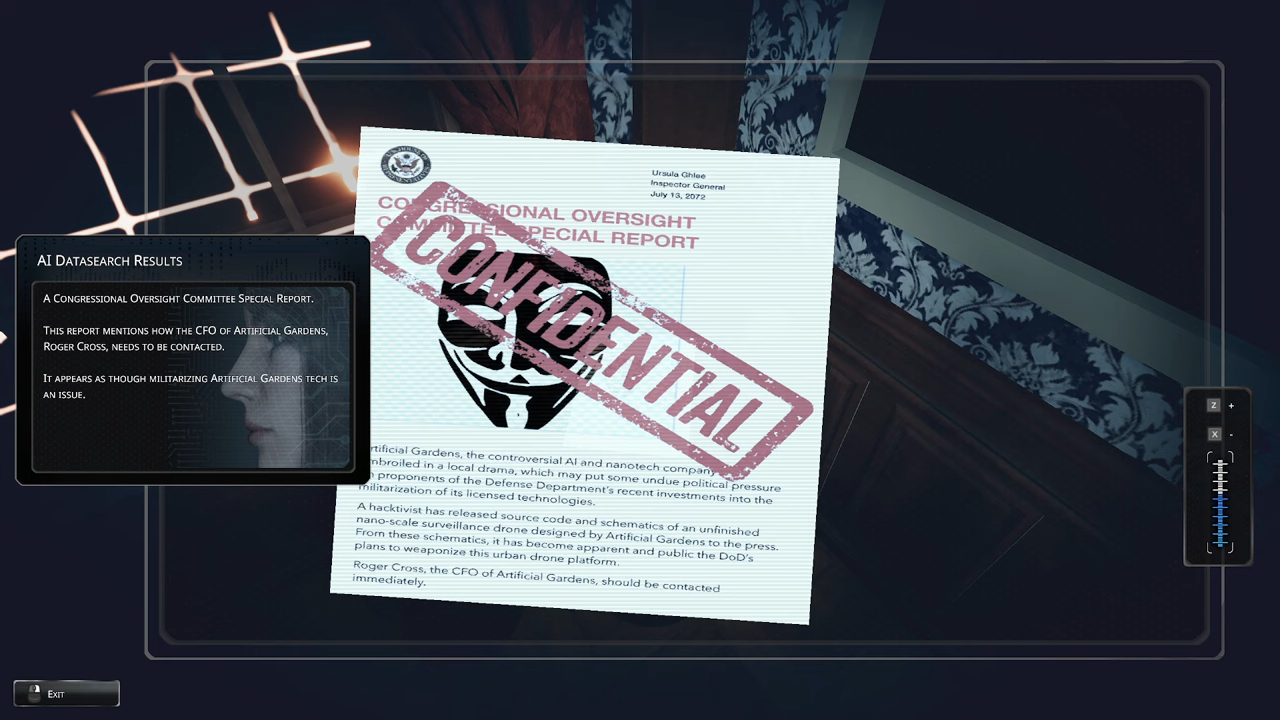 Ursula Ghlee
Inspector General
July 13, 2072
CONGRESSIONAL OVERSIGHT
COMMITTEE SPECIAL REPORT
CONFIDENTIAL
AI Datasearch Results
A Congressional Oversight Committee Special Report.
This report mentions how the CFO of Artificial Gardens,
Roger Cross, needs to be contacted.
It appears as though militarizing Artificial Gardens tech is
an issue.
Z +
X -
Artificial Gardens, the controversial AI and nanotech company
embroiled in a local drama, which may put some undue political pressure
on proponents of the Defense Department's recent investments into the
militarization of its licensed technologies.
A hacktivist has released source code and schematics of an unfinished
nano-scale surveillance drone designed by Artificial Gardens to the press.
From these schematics, it has become apparent and public the DoD's
plans to weaponize this urban drone platform.
Roger Cross, the CFO of Artificial Gardens, should be contacted
immediately.
Exit